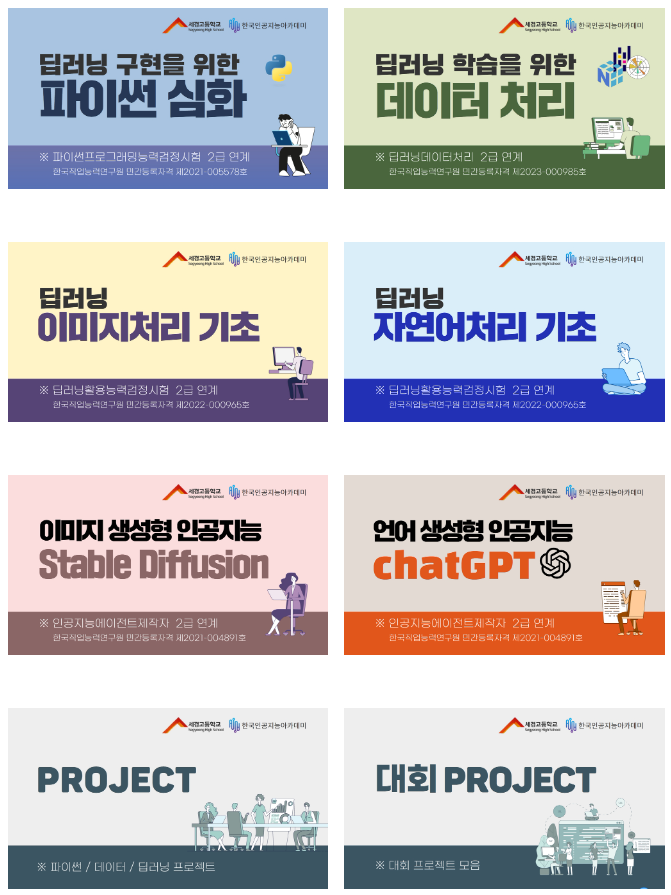 세경고등학교
Segyeong High School
한국인공지능아카데미
딥러닝 구현을 위한
파이썬 심화
※ 파이썬프로그래밍능력검정시험 2급 연계
한국직업능력연구원 민간등록자격 제2021-005578호
세경고등학교
Segyeong High School
한국인공지능아카데미
딥러닝 학습을 위한
데이터 처리
※ 딥러닝데이터처리 2급 연계
한국직업능력연구원 민간등록자격 제2023-000985호
세경고등학교
Segyeong High School
한국인공지능아카데미
딥러닝
이미지처리 기초
※ 딥러닝활용능력검정시험 2급 연계
한국직업능력연구원 민간등록자격 제2022-000965호
세경고등학교
Segyeong High School
한국인공지능아카데미
딥러닝
자연어처리 기초
※ 딥러닝활용능력검정시험 2급 연계
한국직업능력연구원 민간등록자격 제2022-000965호
세경고등학교
Segyeong High School
한국인공지능아카데미
이미지 생성형 인공지능
Stable Diffusion
※ 인공지능에이전트제작자 2급 연계
한국직업능력연구원 민간등록자격 제2021-004891호
세경고등학교
Segyeong High School
한국인공지능아카데미
언어 생성형 인공지능
chatGPT
※ 인공지능에이전트제작자 2급 연계
한국직업능력연구원 민간등록자격 제2021-004891호
세경고등학교
Segyeong High School
한국인공지능아카데미
PROJECT
※ 파이썬 / 데이터 / 딥러닝 프로젝트
세경고등학교
Segyeong High School
한국인공지능아카데미
대회 PROJECT
※ 대회 프로젝트 모음